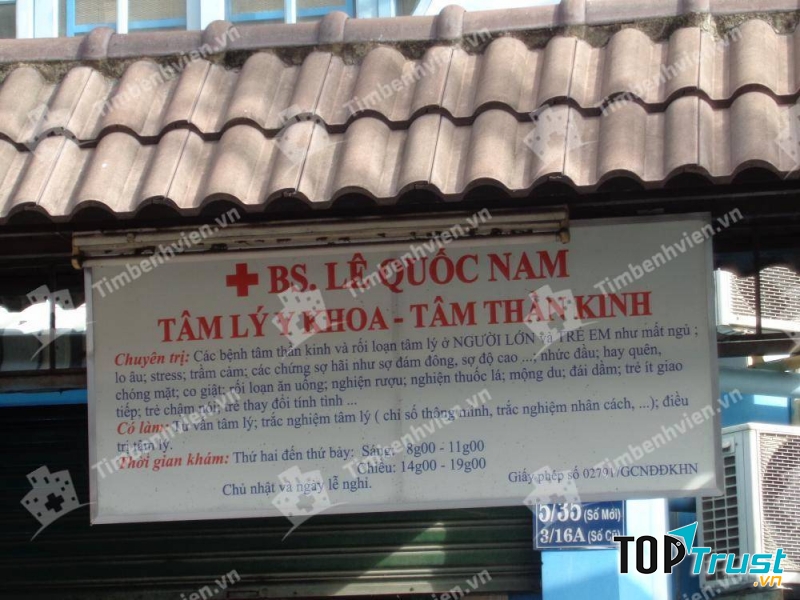 BS. LÊ QUỐC NAM
TÂM LÝ Y KHOA - TÂM THẦN KINH
Chuyên trị: Các bệnh tâm thần kinh và rối loạn tâm lý ở NGƯỜI LỚN và TRẺ EM như mất ngủ ;
lo âu; stress; trầm cảm; các chứng sợ hãi như sợ đám đông, sợ độ cao ...; nhức đầu; hay quên,
chóng mặt; co giật; rối loạn ăn uống; nghiện rượu; nghiện thuốc lá; mộng du; đái dầm; trẻ ít giao
tiếp; trẻ chậm nói; trẻ thay đổi tính tình ...
Có làm: Tư vấn tâm lý; trắc nghiệm tâm lý ( chỉ số thông minh, trắc nghiệm nhân cách, ...); điều
trị tâm lý.
Thời gian khám: Thứ hai đến thứ bảy: Sáng: 8g00 - 11g00
Chiều: 14g00 - 19g00
Chủ nhật và ngày lễ nghỉ.
Giấy phép số 02791/GCNĐĐKHN
5/35 (Số Mới)
3/16A (Số Cũ)
TOPTrust.vn
Timbenhvien.vn